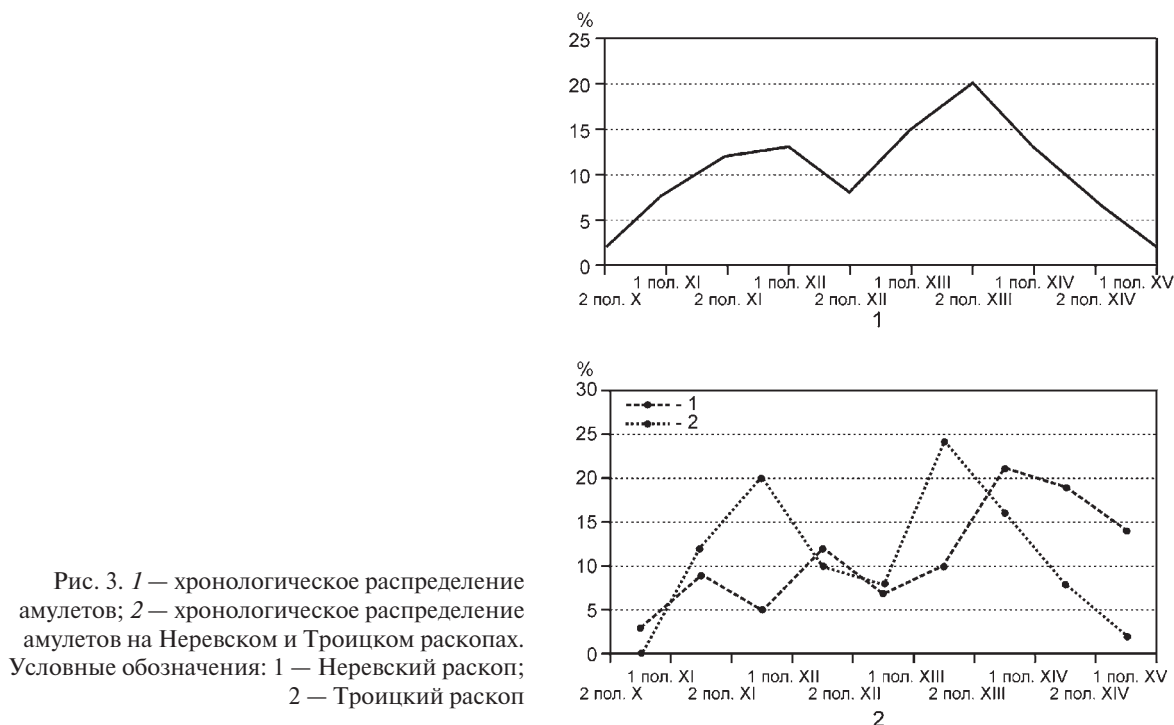 %
25
20
15
10
5
0
1 пол. XI 1 пол. XII 1 пол. XIII 1 пол. XIV 1 пол. XV
2 пол. X 2 пол. XI 2 пол. XII 2 пол. XIII 2 пол. XIV
1
%
30
25
20
15
10
5
0
- 1
- 2
1 пол. XI 1 пол. XII 1 пол. XIII 1 пол. XIV 1 пол. XV
2 пол. X 2 пол. XI 2 пол. XII 2 пол. XIII 2 пол. XIV
2
Рис. 3. 1 — хронологическое распределение
амулетов; 2 — хронологическое распределение
амулетов на Неревском и Троицком раскопах.
Условные обозначения: 1 — Неревский раскоп;
2 — Троицкий раскоп